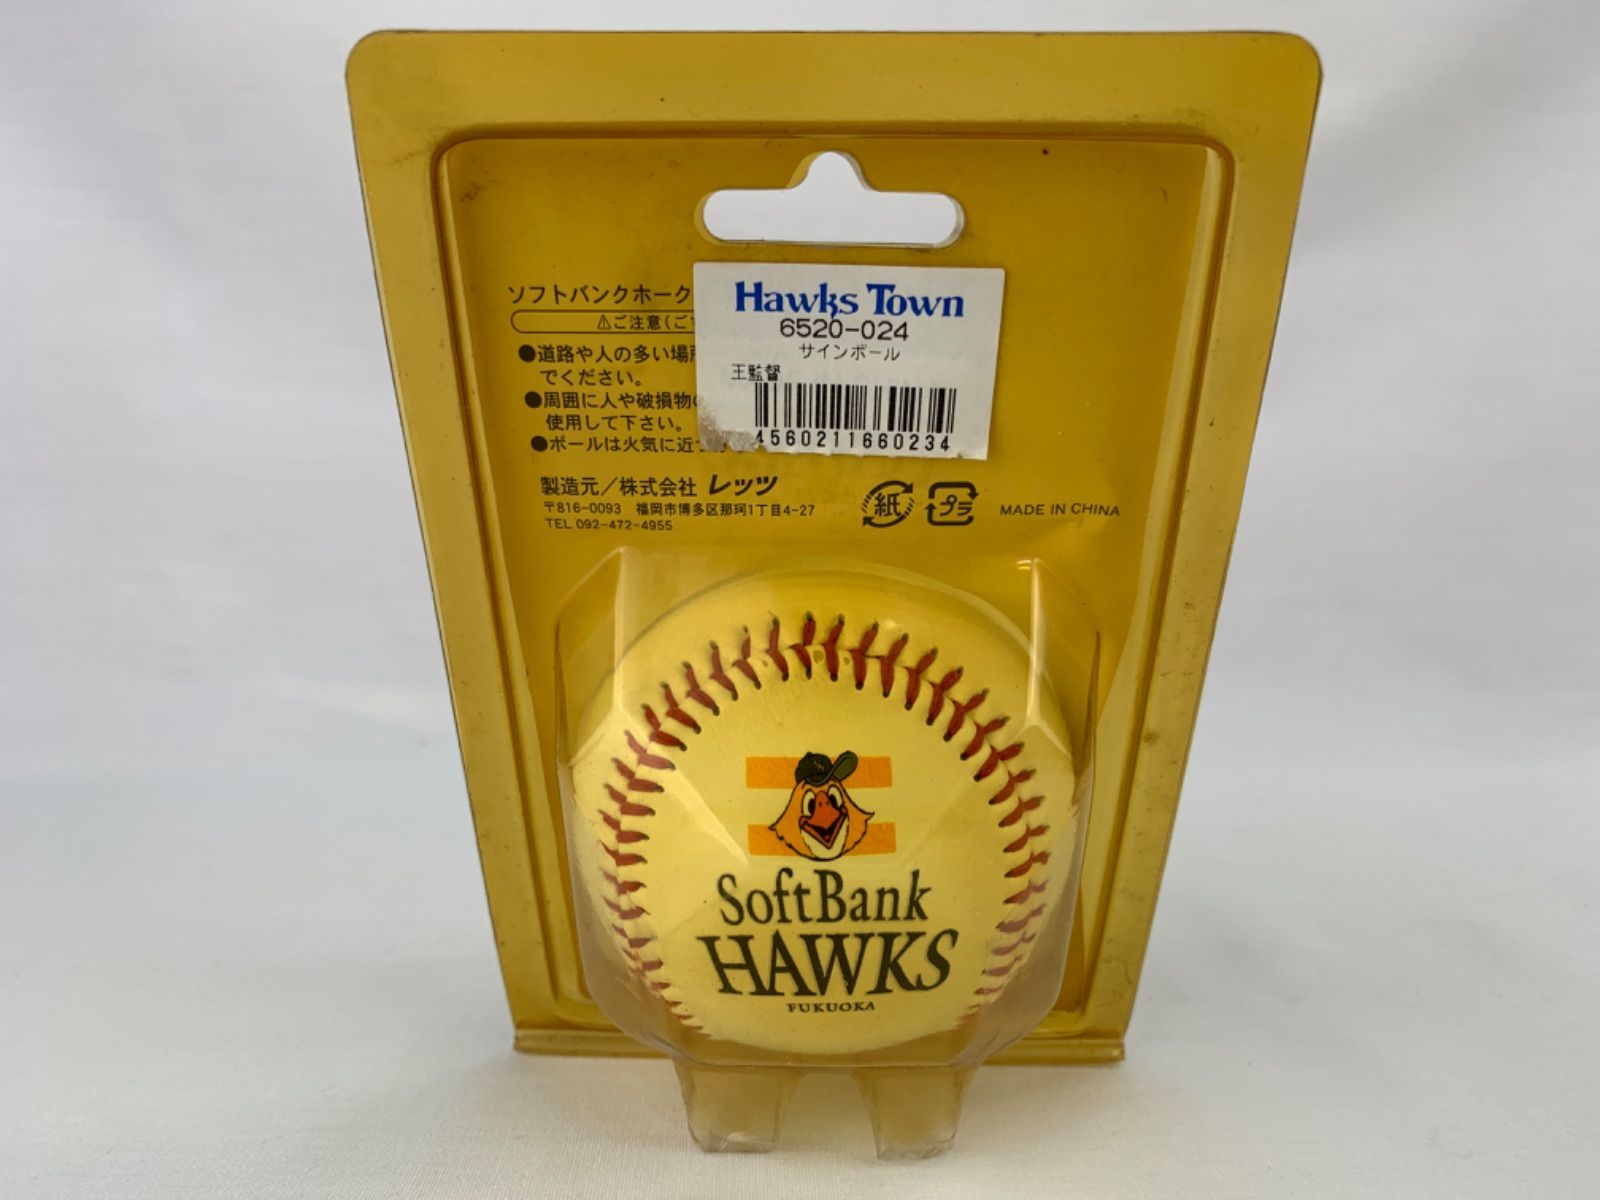 Hawks Town
6520-024
サインボール
王監督
4560211660234
ソフトバンクホーク
⚠ご注意(ご
●道路や人の多い場
でください。
●周囲に人や破損物
使用して下さい。
●ボールは火気に近
製造元/株式会社 レッツ
〒816-0093 福岡市博多区那珂1丁目4-27
TEL 092-472-4955
紙
プラ
MADE IN CHINA
SoftBank
HAWKS
FUKUOKA